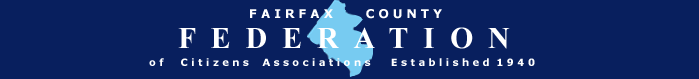 FAIRFAX COUNTY
FEDERATION
of Citizens Associations Established 1940